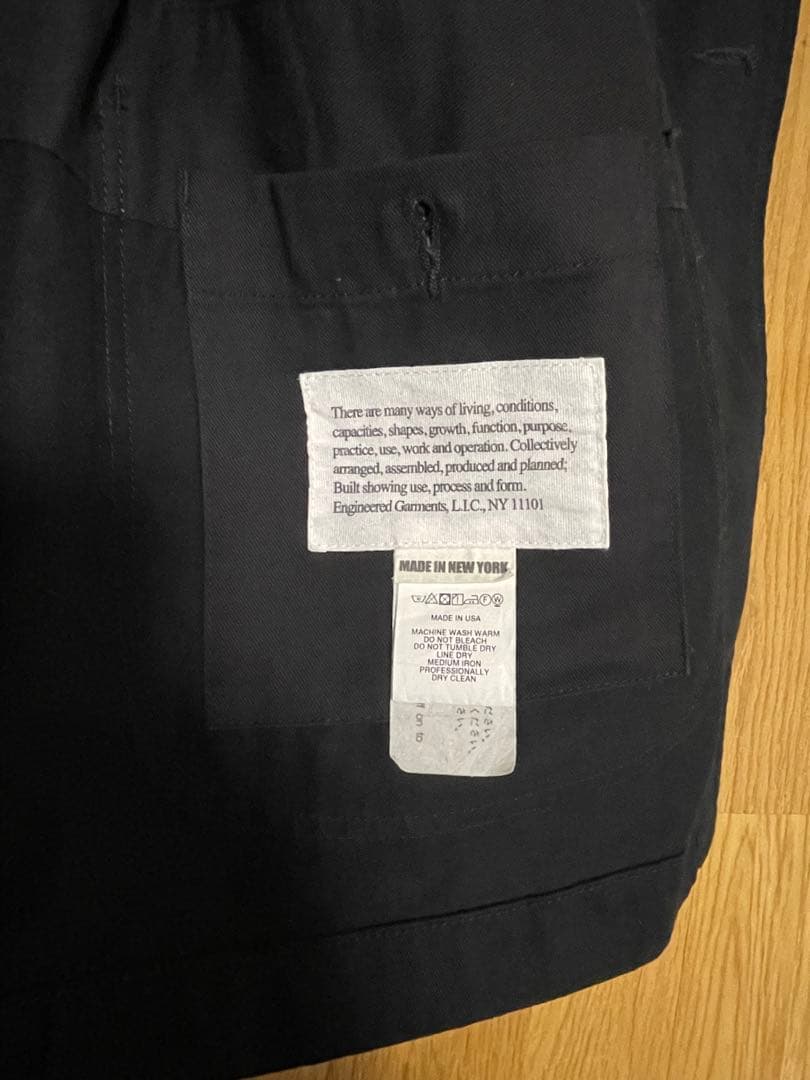 There are many ways of living, conditions,
capacities, shapes, growth, function, purpose,
practice, use, work and operation. Collectively
arranged, assembled, produced and planned;
Built showing use, process and form.
Engineered Garments, L.I.C., NY 11101
MADE IN NEW YORK
MADE IN USA
MACHINE WASH WARM
DO NOT BLEACH
DO NOT TUMBLE DRY
LINE DRY
MEDIUM IRON
PROFESSIONALLY
DRY CLEAN